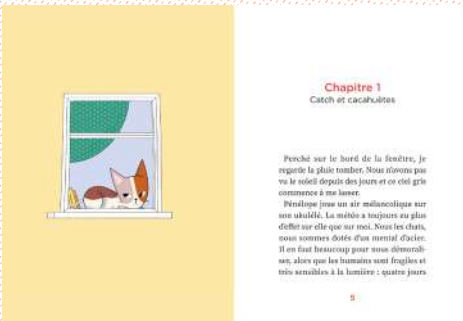 Chapitre 1
Catch et cacahuètes
Perché sur le bord de la fenêtre, je
regarde la pluie tomber. Nous n'avons pas
vu le soleil depuis des jours et ce ciel gris
commence à me lasser.
Pénélope joue un air mélancolique sur
son ukulélé. La météo a toujours eu plus
d'effet sur elle que sur moi. Nous les chats,
nous sommes dotés d'un mental d'acier.
Il en faut beaucoup pour nous démorali-
ser, alors que les humains sont fragiles et
très sensibles à la lumière : quatre jours
5